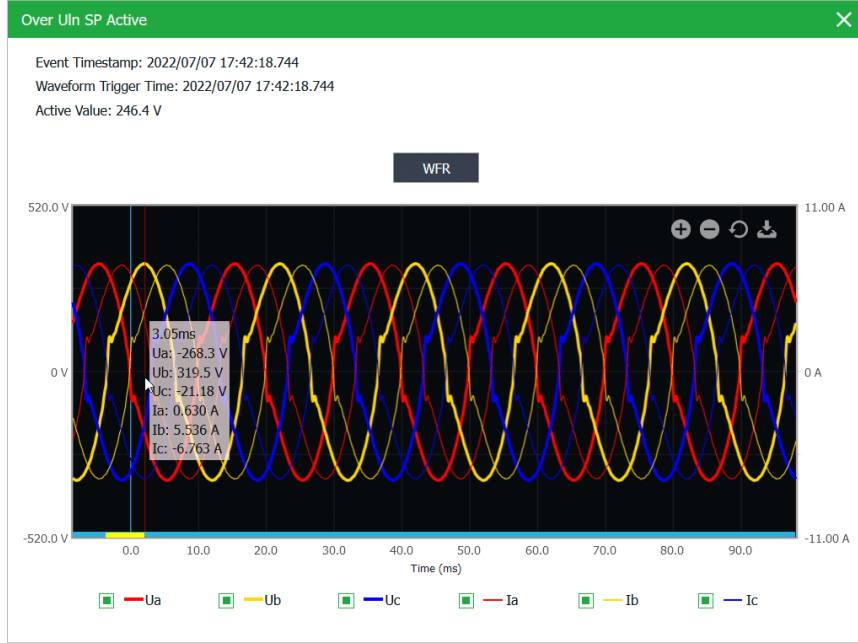 Over Uln SP Active
Event Timestamp: 2022/07/07 17:42:18.744
Waveform Trigger Time: 2022/07/07 17:42:18.744
Active Value: 246.4 V
WFR
520.0 V
11.00 A
3.05ms
Ua: -268.3 V
0 V
Ub: 319.5 V
0 A
Uc: -21.18 V
Ia: 0.630 A
Ib: 5.536 A
Ic: -6.763 A
-520.0 V
-11.00 A
0.0 10.0 20.0 30.0 40.0 50.0 60.0 70.0 80.0 90.0
Time (ms)
Ua Ub Uc Ia Ib Ic